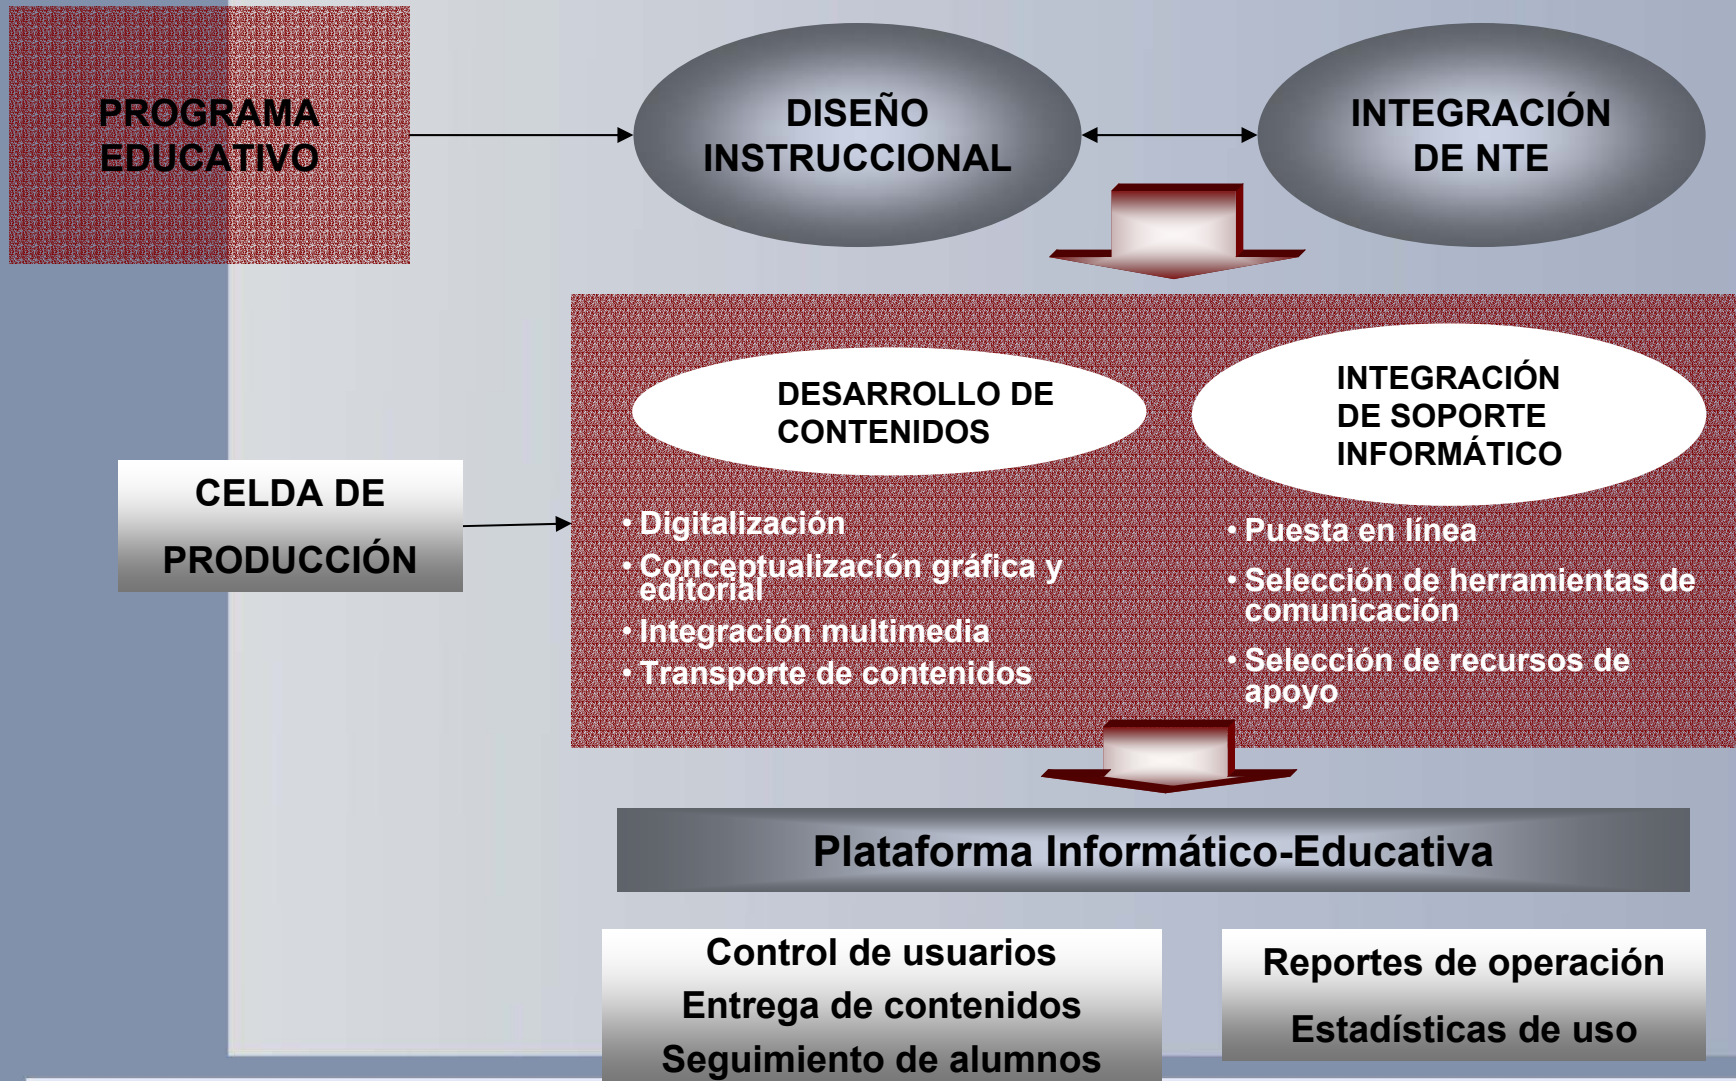 PROGRAMA
EDUCATIVO
DISEÑO
INSTRUCCIONAL
INTEGRACIÓN
DE NTE
DESARROLLO DE
CONTENIDOS
INTEGRACIÓN
DE SOPORTE
INFORMÁTICO
CELDA DE
PRODUCCIÓN
• Digitalización
• Conceptualización gráfica y
editorial
• Integración multimedia
• Transporte de contenidos
• Puesta en línea
• Selección de herramientas de
comunicación
• Selección de recursos de
apoyo
Plataforma Informático-Educativa
Control de usuarios
Entrega de contenidos
Seguimiento de alumnos
Reportes de operación
Estadísticas de uso